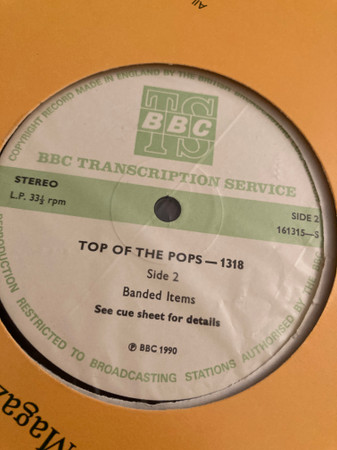 COPYRIGHT RECORD MADE IN ENGLAND BY THE BRITISH
TS
BBC
BBC TRANSCRIPTION SERVICE
STEREO
L.P. 33⅓ rpm
SIDE 2
161315—S
TOP OF THE POPS — 1318
Side 2
Banded Items
See cue sheet for details
℗ BBC 1990
RESTRICTED TO BROADCASTING STATIONS AUTHORISED BY THE BBC
Magaz